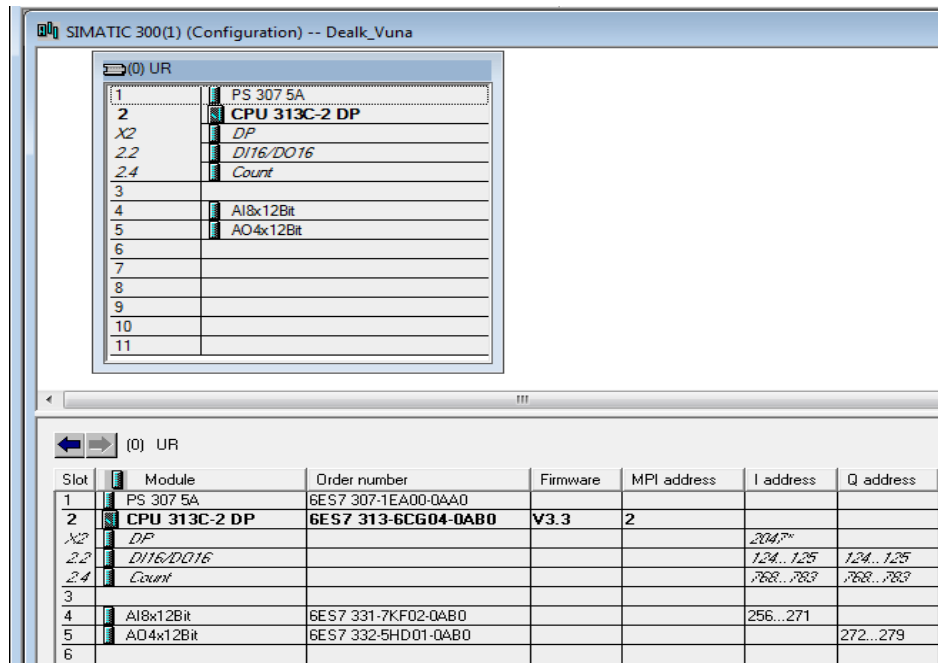 SIMATIC 300(1) (Configuration) -- Dealk_Vuna
(0) UR
1 PS 307 5A
2 CPU 313C-2 DP
X2 DP
2.2 DI16/DO16
2.4 Count
3
4 AI8x12Bit
5 AO4x12Bit
6
7
8
9
10
11
(0) UR
Slot Module Order number Firmware MPI address I address Q address
1 PS 307 5A 6ES7 307-1EA00-0AA0
2 CPU 313C-2 DP 6ES7 313-6CG04-0AB0 V3.3 2
X2 DP 2047*
2.2 DI16/DO16 124...125 124...125
2.4 Count 768...783 768...783
3
4 AI8x12Bit 6ES7 331-7KF02-0AB0 256...271
5 AO4x12Bit 6ES7 332-5HD01-0AB0 272...279
6